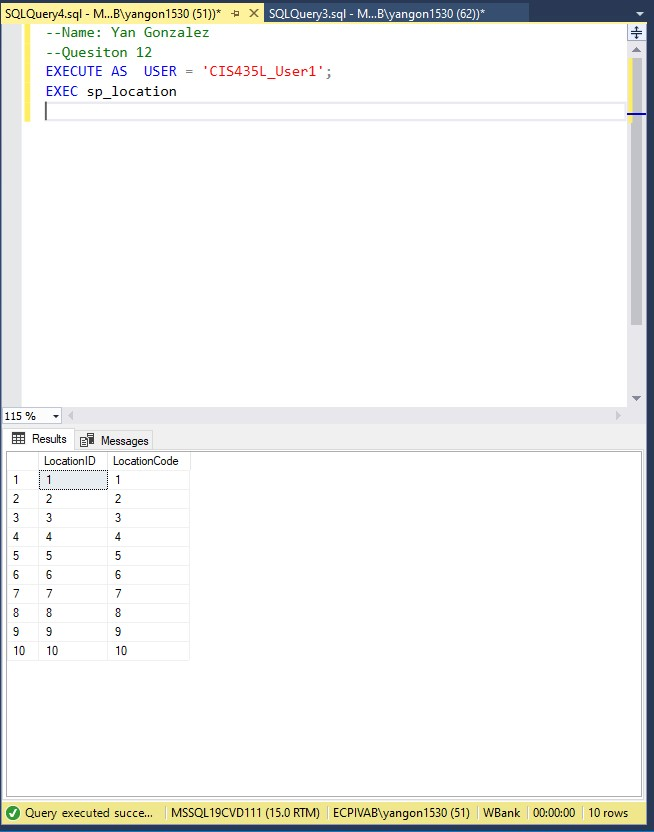 SQLQuery4.sql - M...B\yangon1530 (51))* SQLQuery3.sql - M...B\yangon1530 (62))*
--Name: Yan Gonzalez
--Quesiton 12
EXECUTE AS  USER = 'CIS435L_User1';
EXEC sp_location
115 %
Results Messages
LocationID LocationCode
1 1 1
2 2 2
3 3 3
4 4 4
5 5 5
6 6 6
7 7 7
8 8 8
9 9 9
10 10 10
Query executed succe... MSSQL19CVD111 (15.0 RTM) ECPIVAB\yangon1530 (51) WBank 00:00:00 10 rows